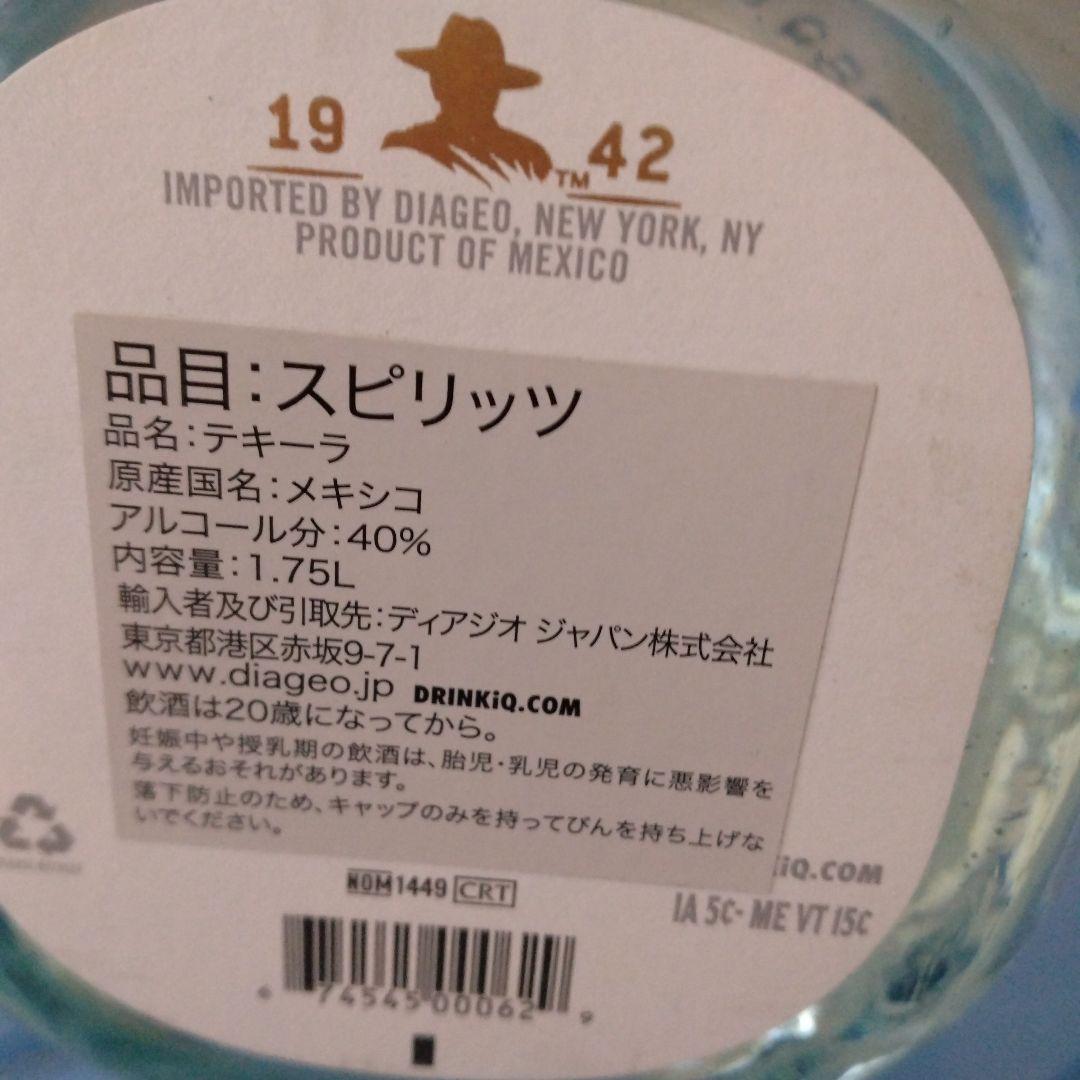 19 42 TM
IMPORTED BY DIAGEO, NEW YORK, NY
PRODUCT OF MEXICO
品目:スピリッツ
品名:テキーラ
原産国名:メキシコ
アルコール分:40%
内容量:1.75L
輸入者及び引取先:ディアジオ ジャパン株式会社
東京都港区赤坂9-7-1
www.diageo.jp DRINKiQ.COM
飲酒は20歳になってから。
妊娠中や授乳期の飲酒は、胎児・乳児の発育に悪影響を
与えるおそれがあります。
落下防止のため、キャップのみを持ってびんを持ち上げな
いでください。
iQ.COM
NOM1449 CRT
IA 5C- ME VT 15C
6 74545 00062 9